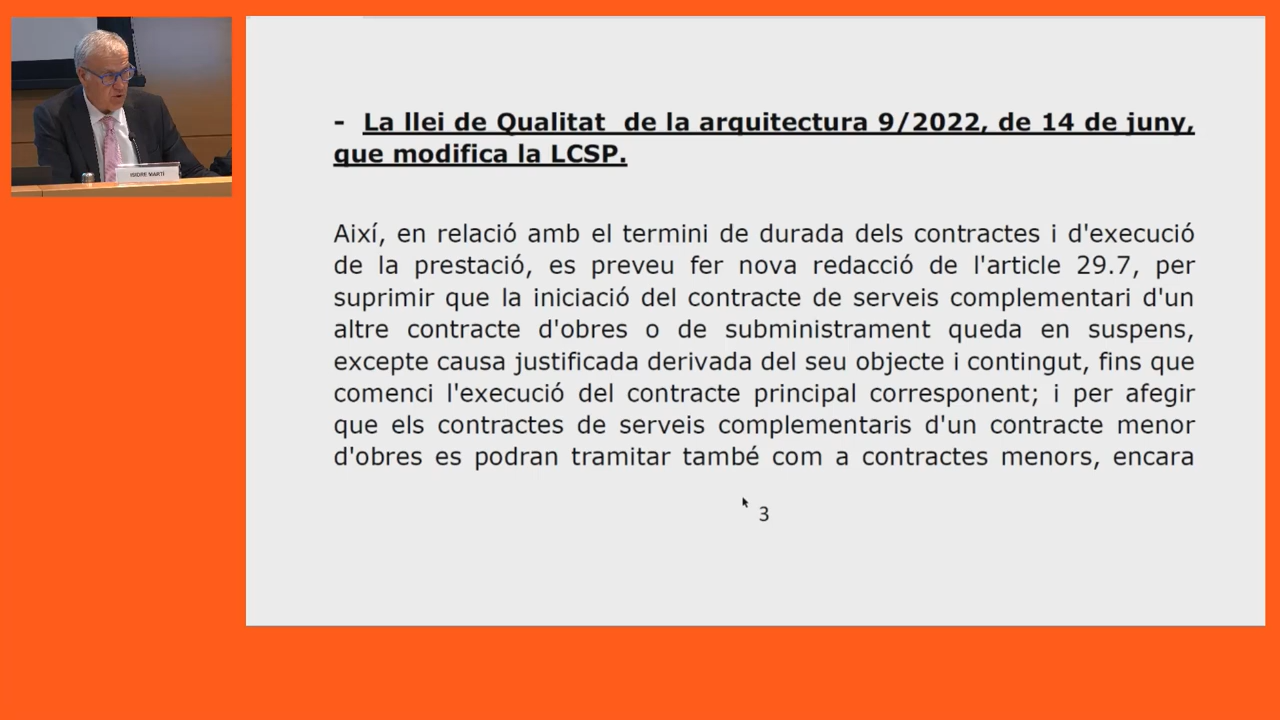 ISIDRE MARTÍ
- La llei de Qualitat de la arquitectura 9/2022, de 14 de juny,
que modifica la LCSP.
Així, en relació amb el termini de durada dels contractes i d'execució
de la prestació, es preveu fer nova redacció de l'article 29.7, per
suprimir que la iniciació del contracte de serveis complementari d'un
altre contracte d'obres o de subministrament queda en suspens,
excepte causa justificada derivada del seu objecte i contingut, fins que
comenci l'execució del contracte principal corresponent; i per afegir
que els contractes de serveis complementaris d'un contracte menor
d'obres es podran tramitar també com a contractes menors, encara
3